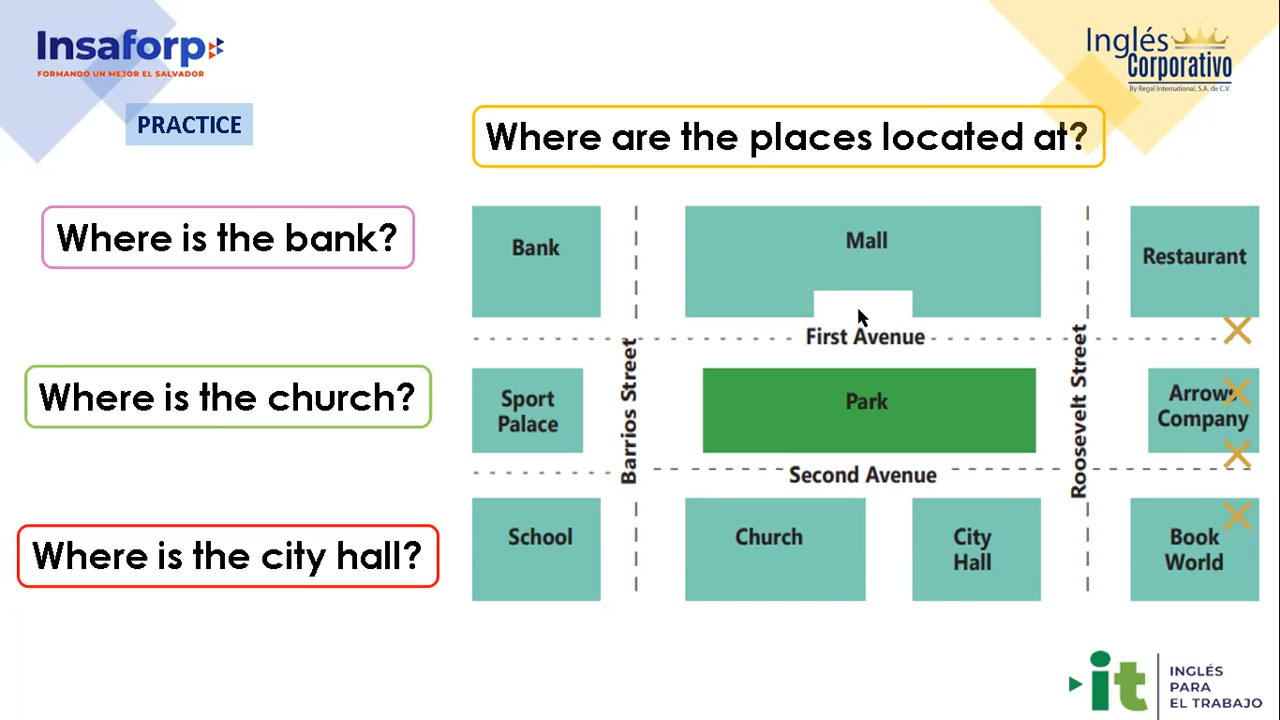 Insaforp
FORMANDO UN MEJOR EL SALVADOR
Inglés
Corporativo
By Regal International, S.A. de C.V.
PRACTICE
Where are the places located at?
Where is the bank?
Where is the church?
Where is the city hall?
Bank
Mall
Restaurant
First Avenue
Barrios Street
Roosevelt Street
Sport
Palace
Park
Arrow
Company
Second Avenue
School
Church
City
Hall
Book
World
it
INGLÉS
PARA
EL TRABAJO